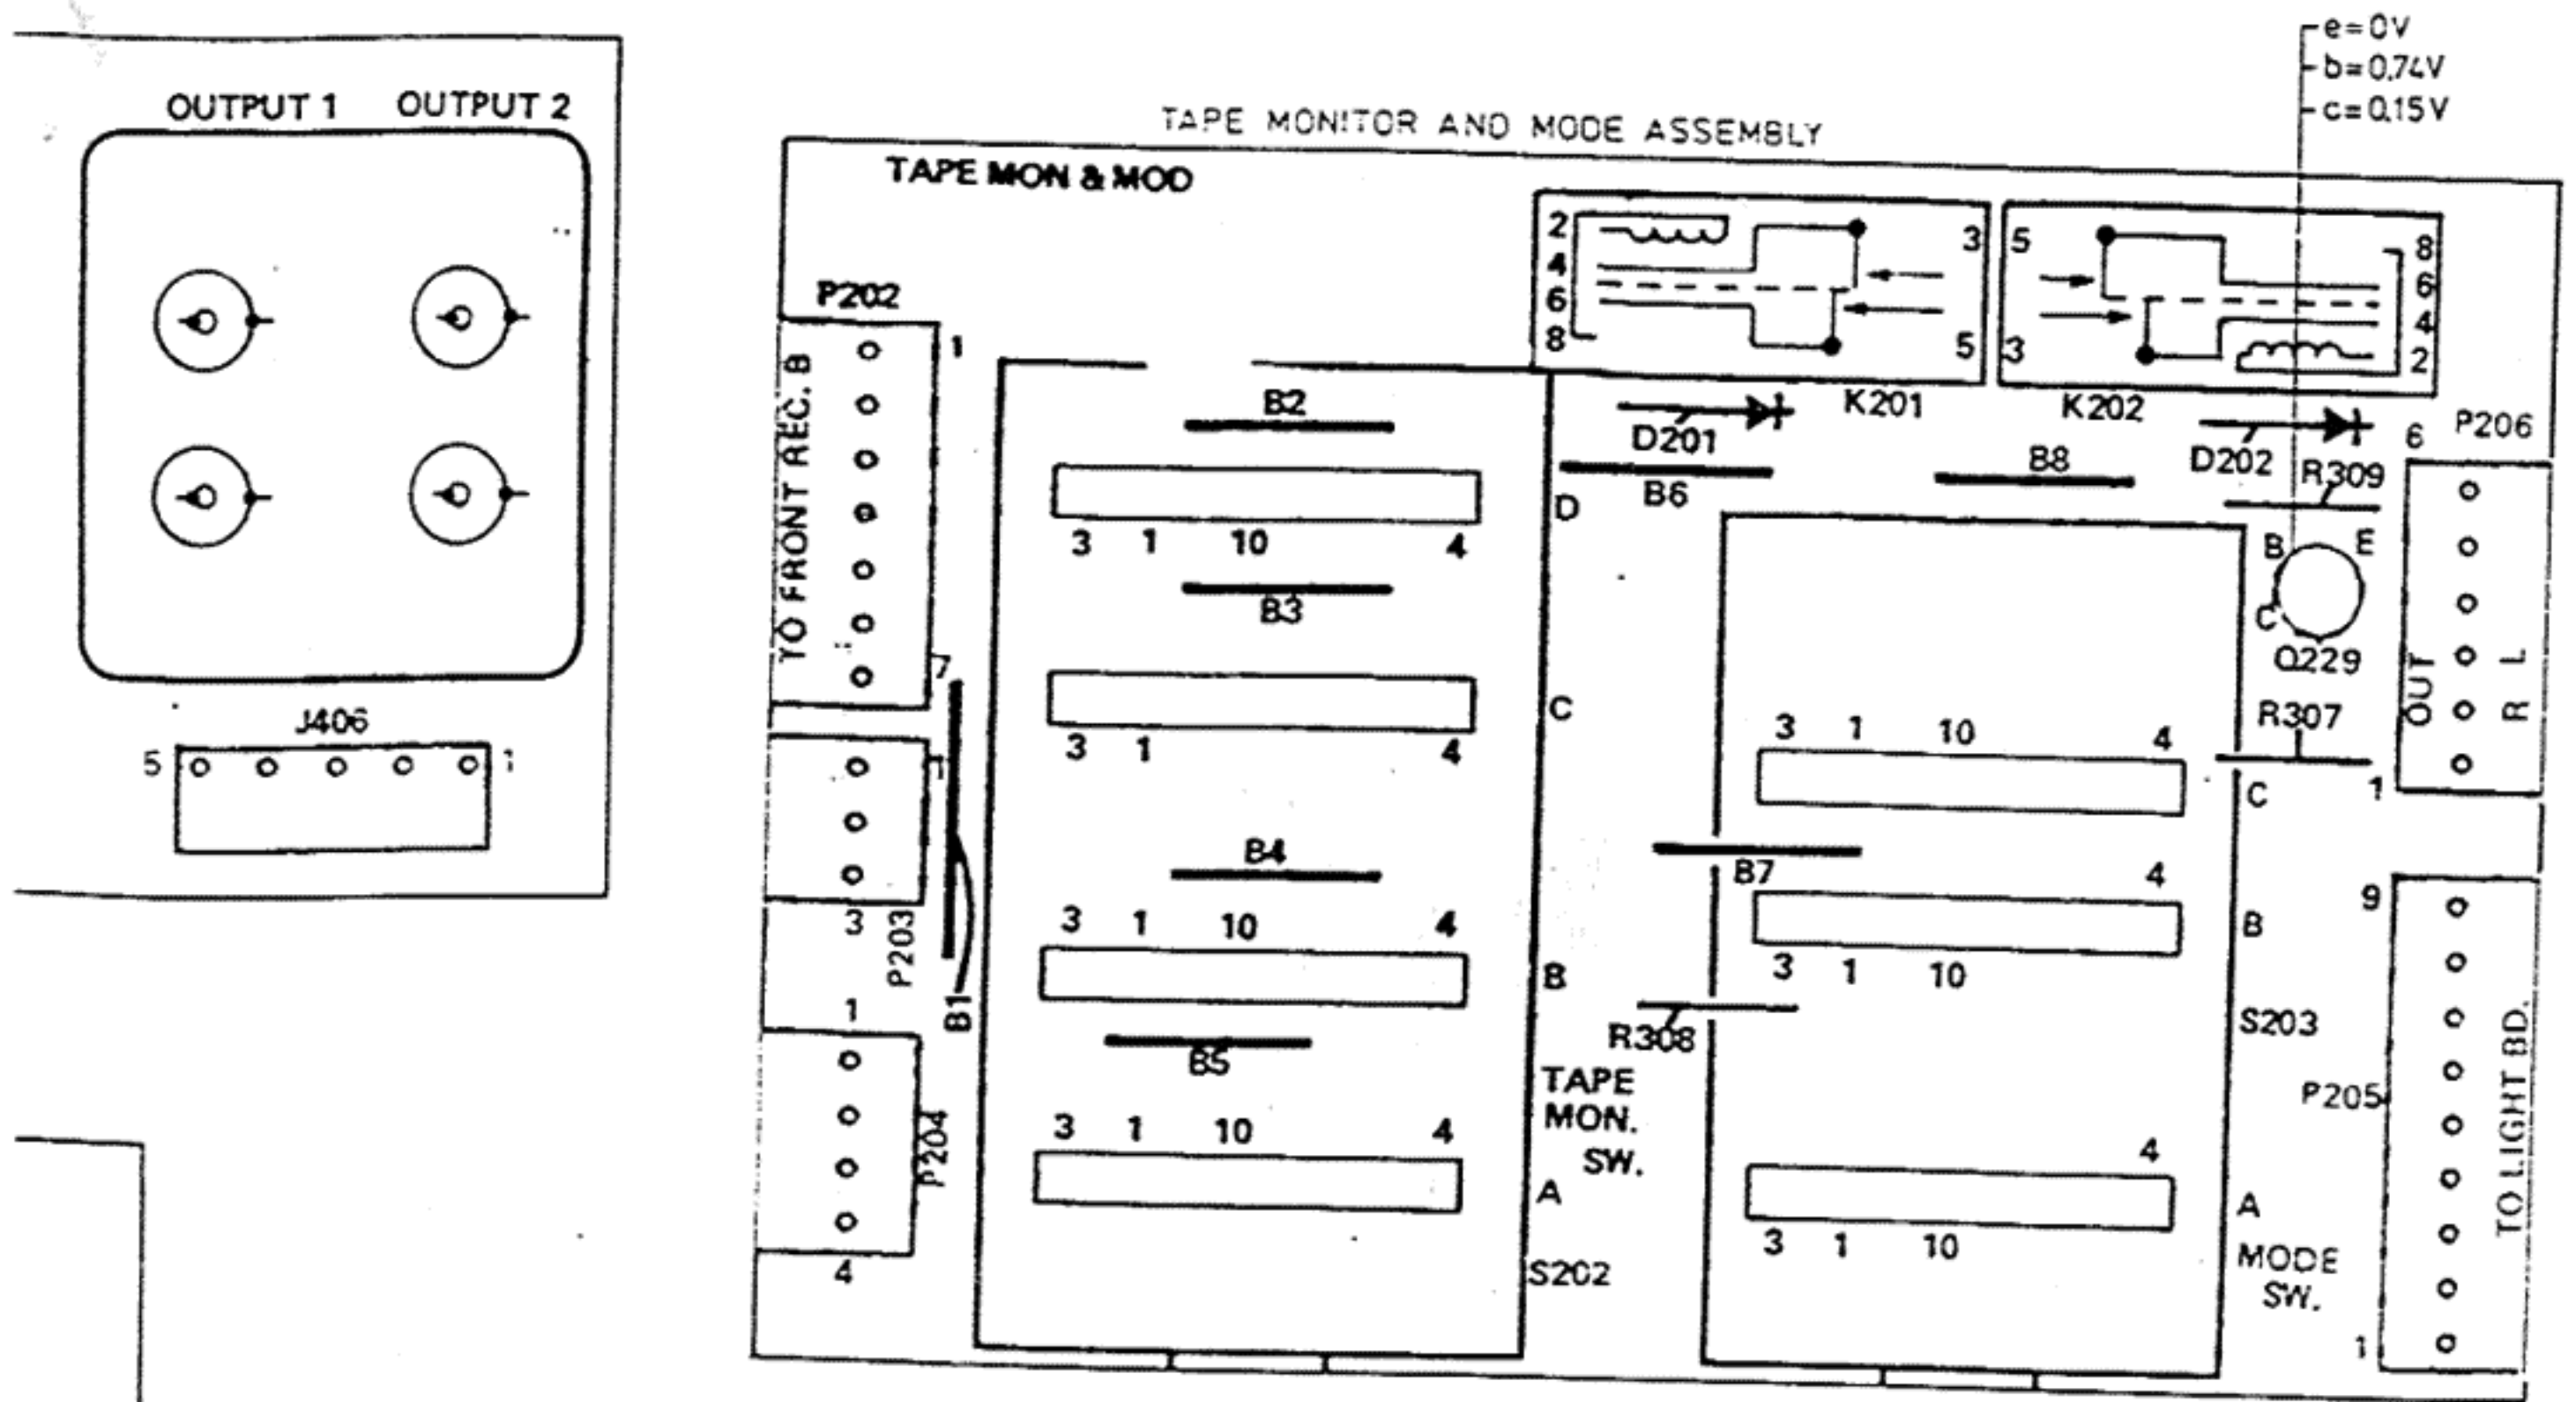 OUTPUT 1 OUTPUT 2
J406
5 1
e=0V
b=0.74V
c=0.15V
TAPE MONITOR AND MODE ASSEMBLY
TAPE MON & MOD
P202
1
TO FRONT REC. B
7
1
3
P203
B1
1
P204
4
B2
D
3 1 10 4
B3
C
3 1 4
B4
3 1 10 4
B
B5
3 1 10 4
A
S202
TAPE
MON.
SW.
2 3
4
6
8 5
K201
5 8
6
4
3 2
K202
D201
B6
B8
D202
R309
6 P206
B E
C
Q229
OUT
L
R
R307
1
3 1 10 4
C
B7
4
B
3 1 10
R308
S203
4
A
3 1 10
MODE
SW.
9
P205
TO LIGHT BD.
1